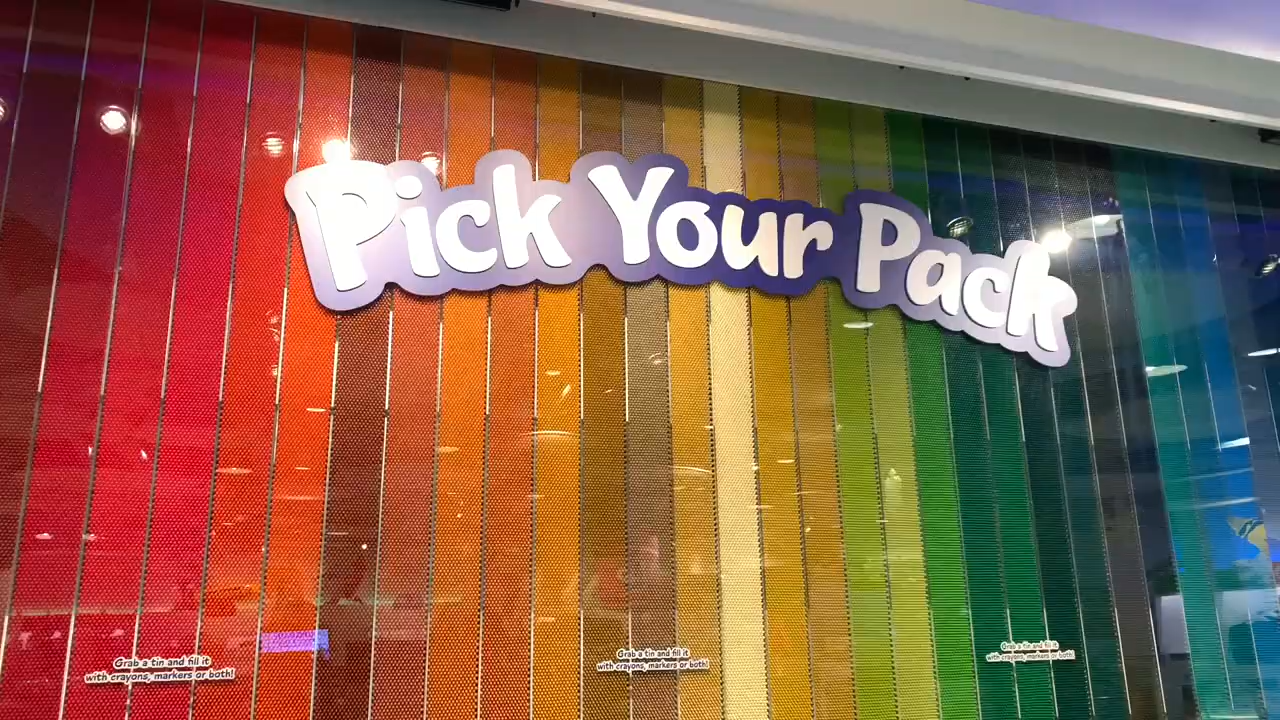 Pick Your Pack
Grab a tin and fill it
with crayons, markers or both!
Grab a tin and fill it
with crayons, markers or both!
Grab a tin and fill it
with crayons, markers or both!